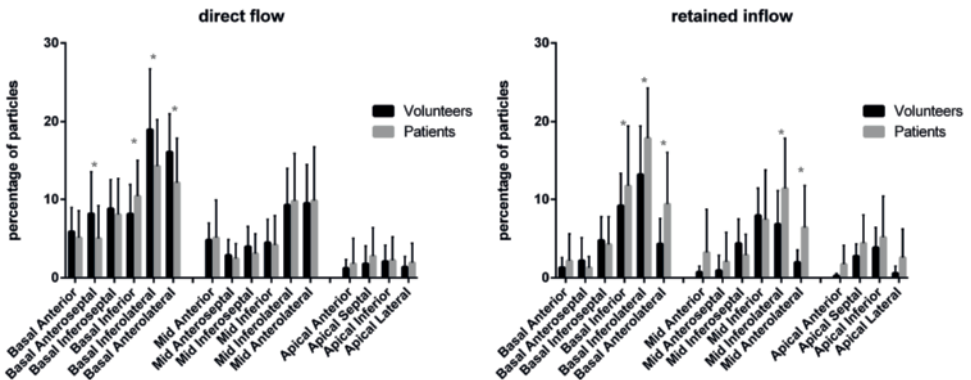 direct flow
percentage of particles
30
20
10
0
*
*
*
*
Volunteers
Patients
Basal Anterior
Basal Anteroseptal
Basal Inferoseptal
Basal Inferior
Basal Inferolateral
Basal Anterolateral
Mid Anterior
Mid Anteroseptal
Mid Inferoseptal
Mid Inferior
Mid Inferolateral
Mid Anterolateral
Apical Anterior
Apical Septal
Apical Inferior
Apical Lateral
retained inflow
percentage of particles
30
20
10
0
*
*
*
*
*
Volunteers
Patients
Basal Anterior
Basal Anteroseptal
Basal Inferoseptal
Basal Inferior
Basal Inferolateral
Basal Anterolateral
Mid Anterior
Mid Anteroseptal
Mid Inferoseptal
Mid Inferior
Mid Inferolateral
Mid Anterolateral
Apical Anterior
Apical Septal
Apical Inferior
Apical Lateral